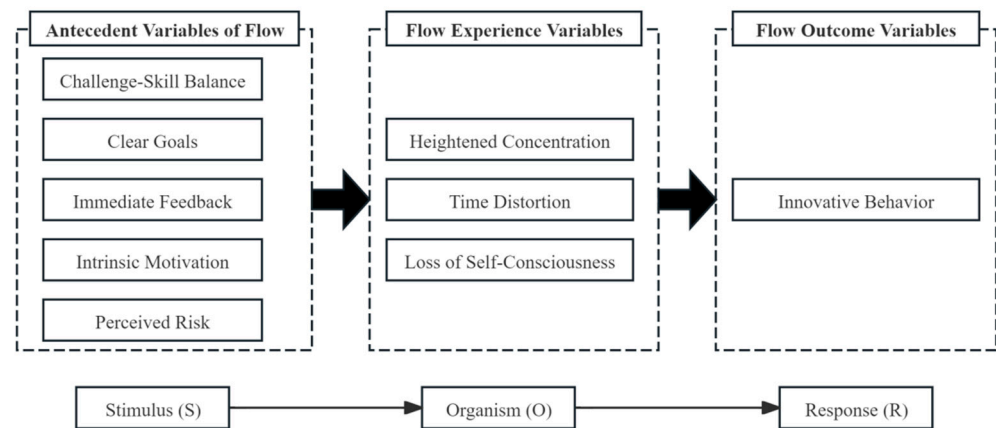 Antecedent Variables of Flow
Challenge-Skill Balance
Clear Goals
Immediate Feedback
Intrinsic Motivation
Perceived Risk
Flow Experience Variables
Heightened Concentration
Time Distortion
Loss of Self-Consciousness
Flow Outcome Variables
Innovative Behavior
Stimulus (S)
Organism (O)
Response (R)